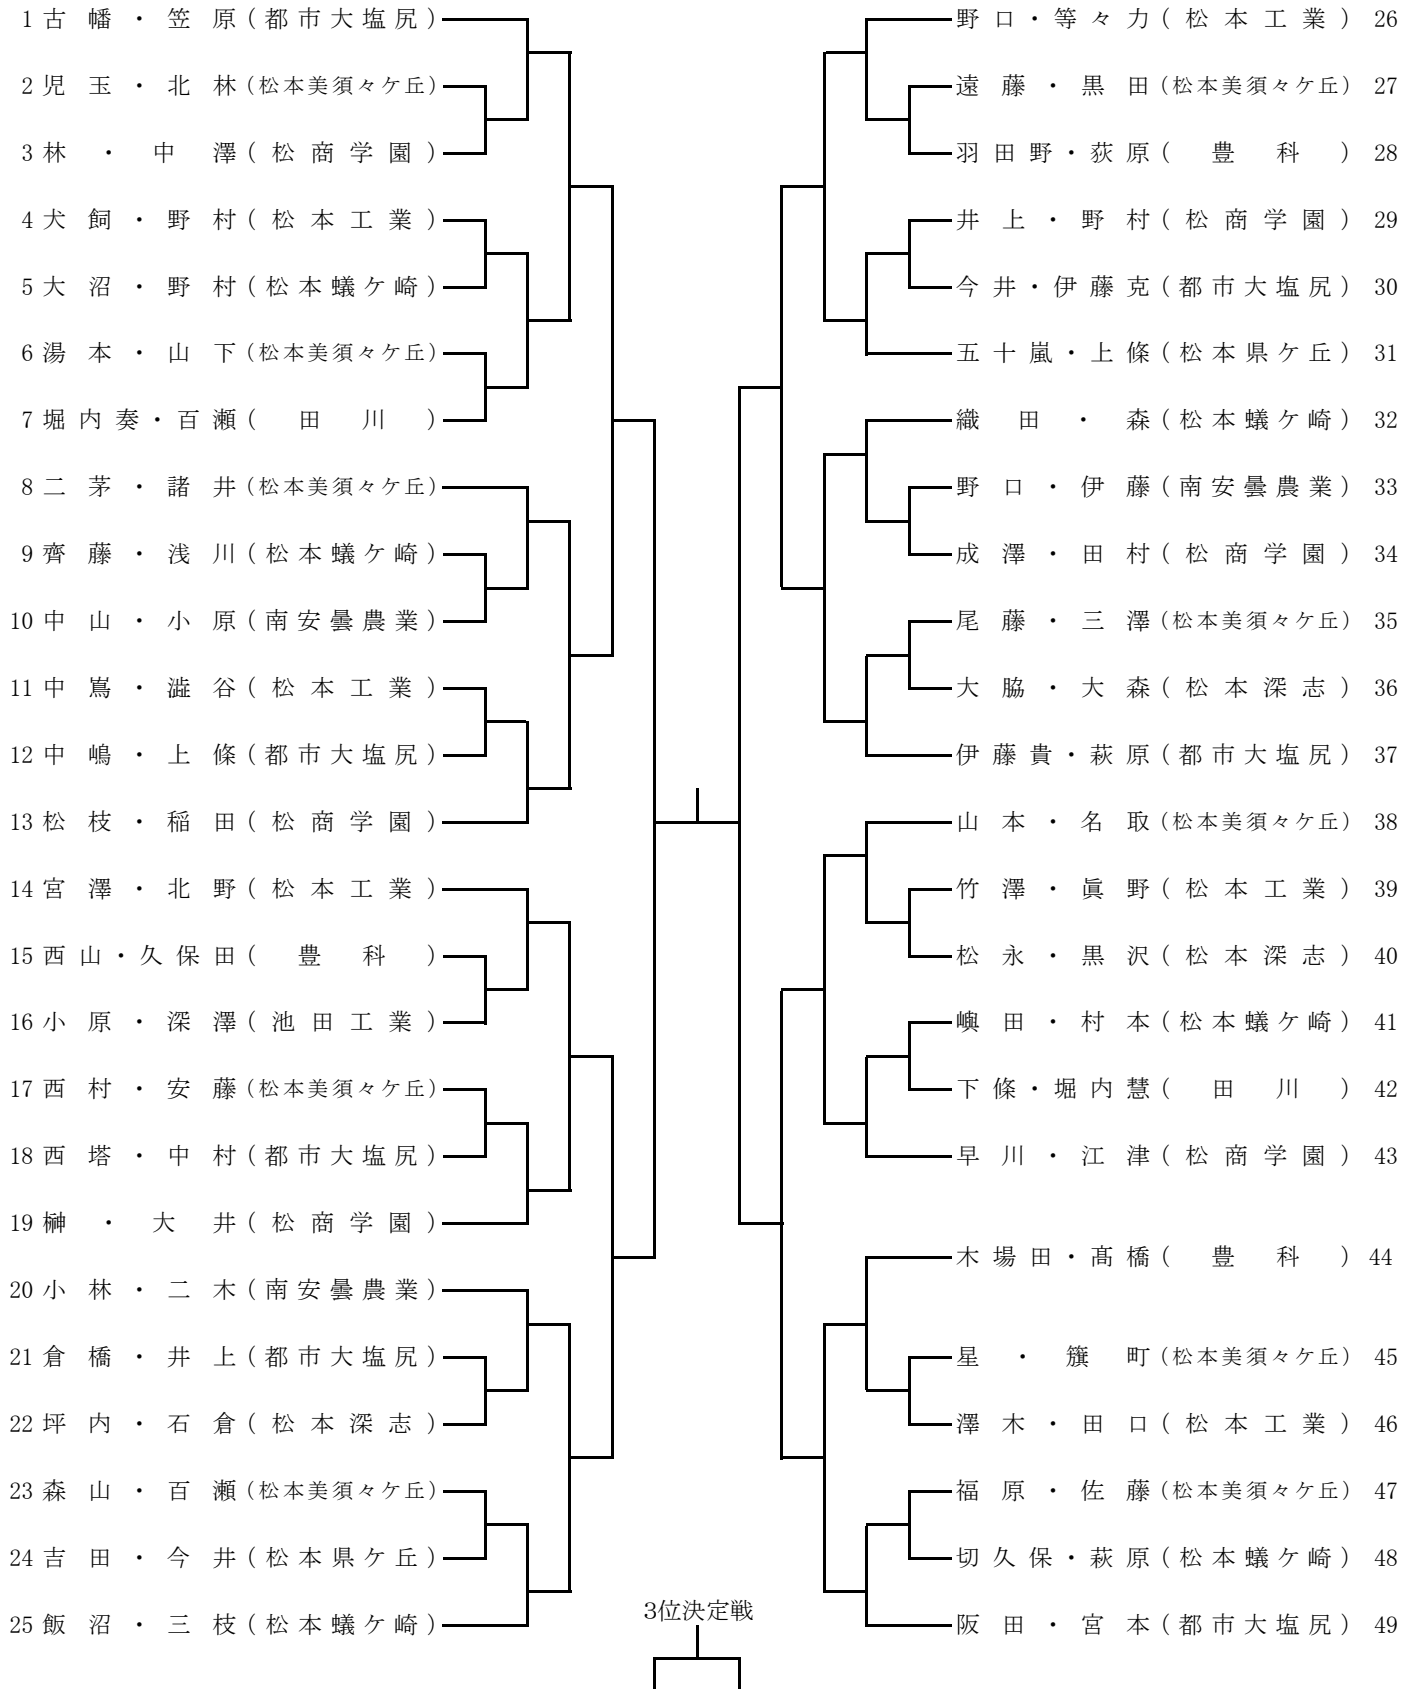 1 古幡・笠原(都市大塩尻)
2 児玉・北林(松本美須々ケ丘)
3 林・中澤(松商学園)
4 犬飼・野村(松本工業)
5 大沼・野村(松本蟻ケ崎)
6 湯本・山下(松本美須々ケ丘)
7 堀内奏・百瀬(田川)
8 二茅・諸井(松本美須々ケ丘)
9 齊藤・浅川(松本蟻ケ崎)
10 中山・小原(南安曇農業)
11 中嶌・澁谷(松本工業)
12 中嶋・上條(都市大塩尻)
13 松枝・稲田(松商学園)
14 宮澤・北野(松本工業)
15 西山・久保田(豊科)
16 小原・深澤(池田工業)
17 西村・安藤(松本美須々ケ丘)
18 西塔・中村(都市大塩尻)
19 榊・大井(松商学園)
20 小林・二木(南安曇農業)
21 倉橋・井上(都市大塩尻)
22 坪内・石倉(松本深志)
23 森山・百瀬(松本美須々ケ丘)
24 吉田・今井(松本県ケ丘)
25 飯沼・三枝(松本蟻ケ崎)
野口・等々力(松本工業) 26
遠藤・黒田(松本美須々ケ丘) 27
羽田野・荻原(豊科) 28
井上・野村(松商学園) 29
今井・伊藤克(都市大塩尻) 30
五十嵐・上條(松本県ケ丘) 31
織田・森(松本蟻ケ崎) 32
野口・伊藤(南安曇農業) 33
成澤・田村(松商学園) 34
尾藤・三澤(松本美須々ケ丘) 35
大脇・大森(松本深志) 36
伊藤貴・萩原(都市大塩尻) 37
山本・名取(松本美須々ケ丘) 38
竹澤・眞野(松本工業) 39
松永・黒沢(松本深志) 40
嶼田・村本(松本蟻ケ崎) 41
下條・堀内慧(田川) 42
早川・江津(松商学園) 43
木場田・髙橋(豊科) 44
星・籏町(松本美須々ケ丘) 45
澤木・田口(松本工業) 46
福原・佐藤(松本美須々ケ丘) 47
切久保・萩原(松本蟻ケ崎) 48
阪田・宮本(都市大塩尻) 49
3位決定戦